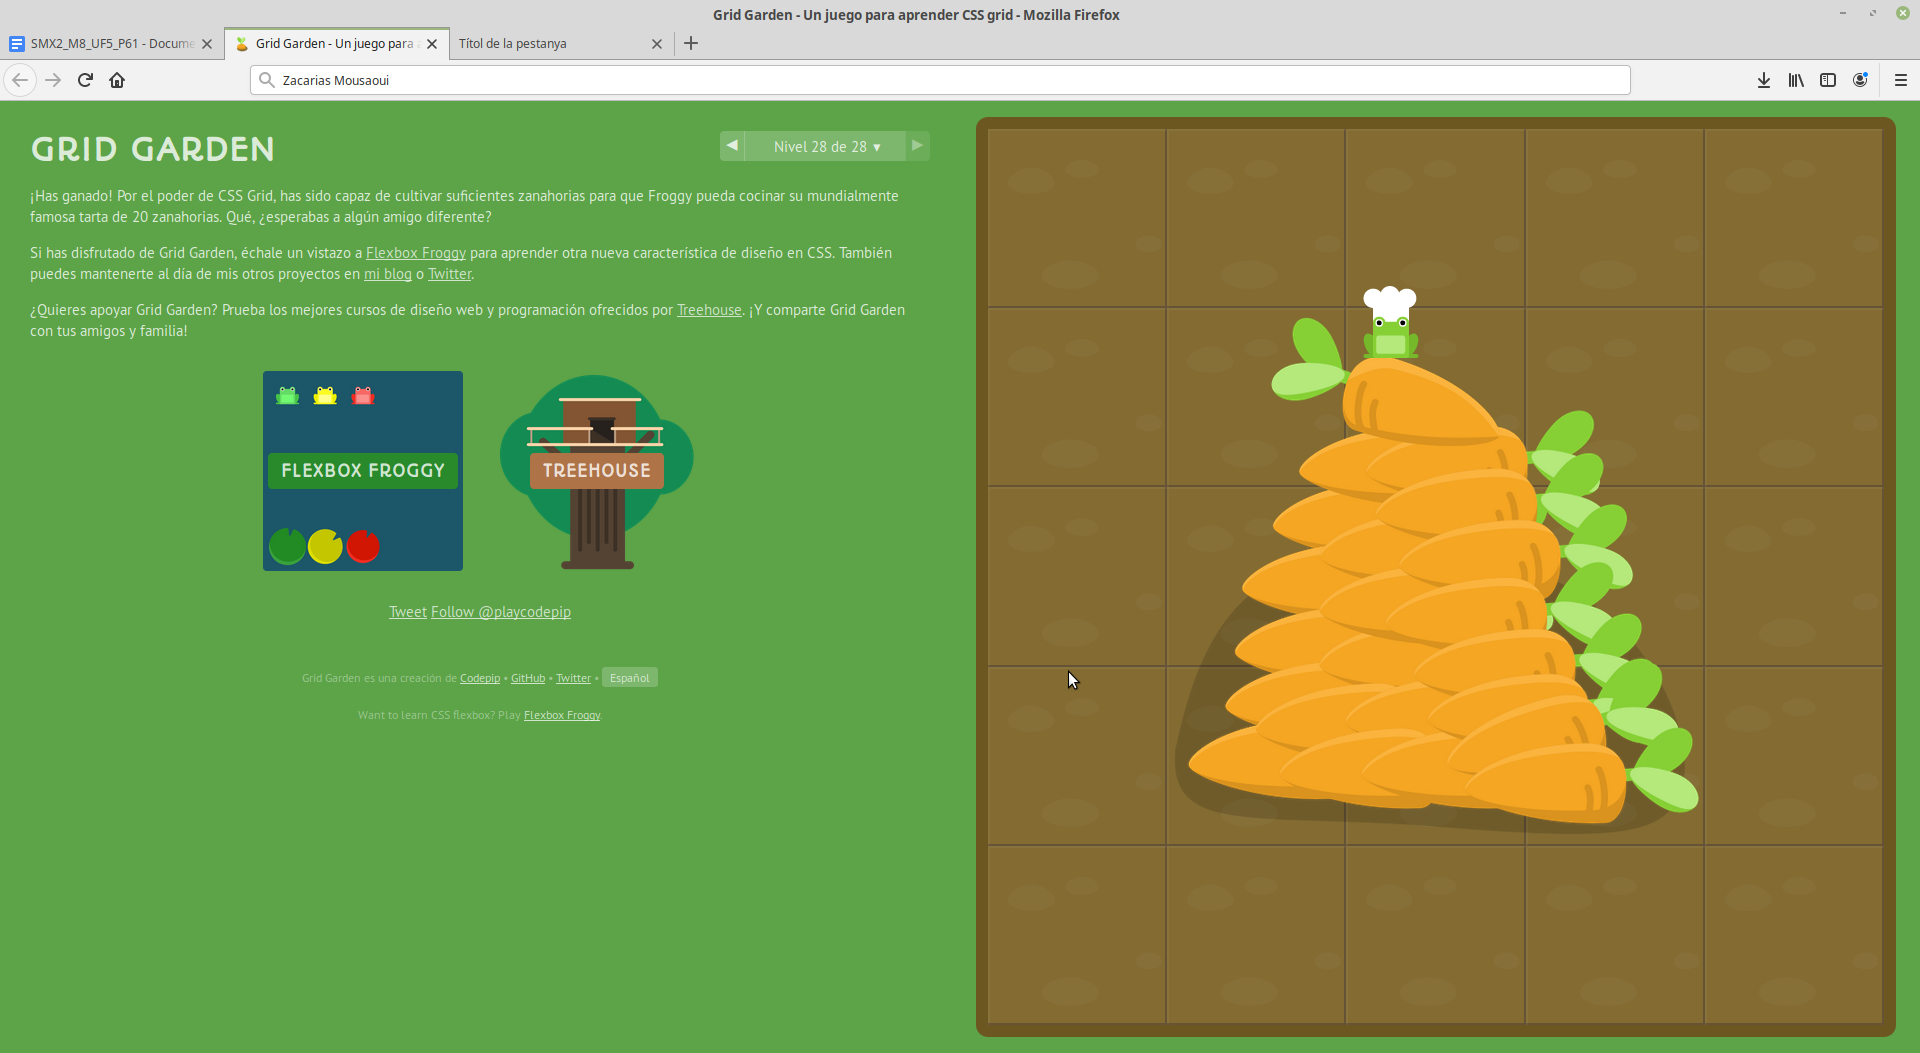 Grid Garden - Un juego para aprender CSS grid - Mozilla Firefox
SMX2_M8_UF5_P61 - Docume
Grid Garden - Un juego para a
Títol de la pestanya
Zacarias Mousaoui
GRID GARDEN
Nivel 28 de 28 ▾
¡Has ganado! Por el poder de CSS Grid, has sido capaz de cultivar suficientes zanahorias para que Froggy pueda cocinar su mundialmente
famosa tarta de 20 zanahorias. Qué, ¿esperabas a algún amigo diferente?
Si has disfrutado de Grid Garden, échale un vistazo a Flexbox Froggy para aprender otra nueva característica de diseño en CSS. También
puedes mantenerte al día de mis otros proyectos en mi blog o Twitter.
¿Quieres apoyar Grid Garden? Prueba los mejores cursos de diseño web y programación ofrecidos por Treehouse. ¡Y comparte Grid Garden
con tus amigos y familia!
FLEXBOX FROGGY
TREEHOUSE
Tweet Follow @playcodepip
Grid Garden es una creación de Codepip • GitHub • Twitter • Español
Want to learn CSS flexbox? Play Flexbox Froggy.